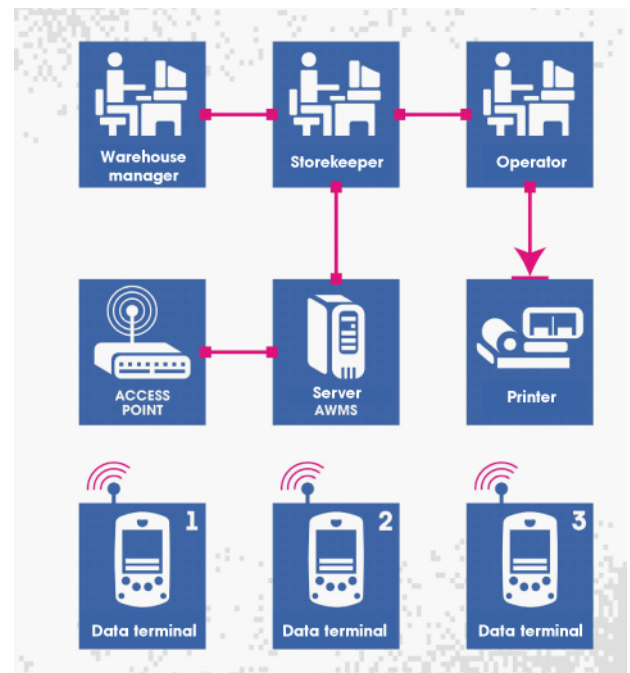 Warehouse
manager
Storekeeper
Operator
ACCESS
POINT
Server
AWMS
Printer
1
Data terminal
2
Data terminal
3
Data terminal